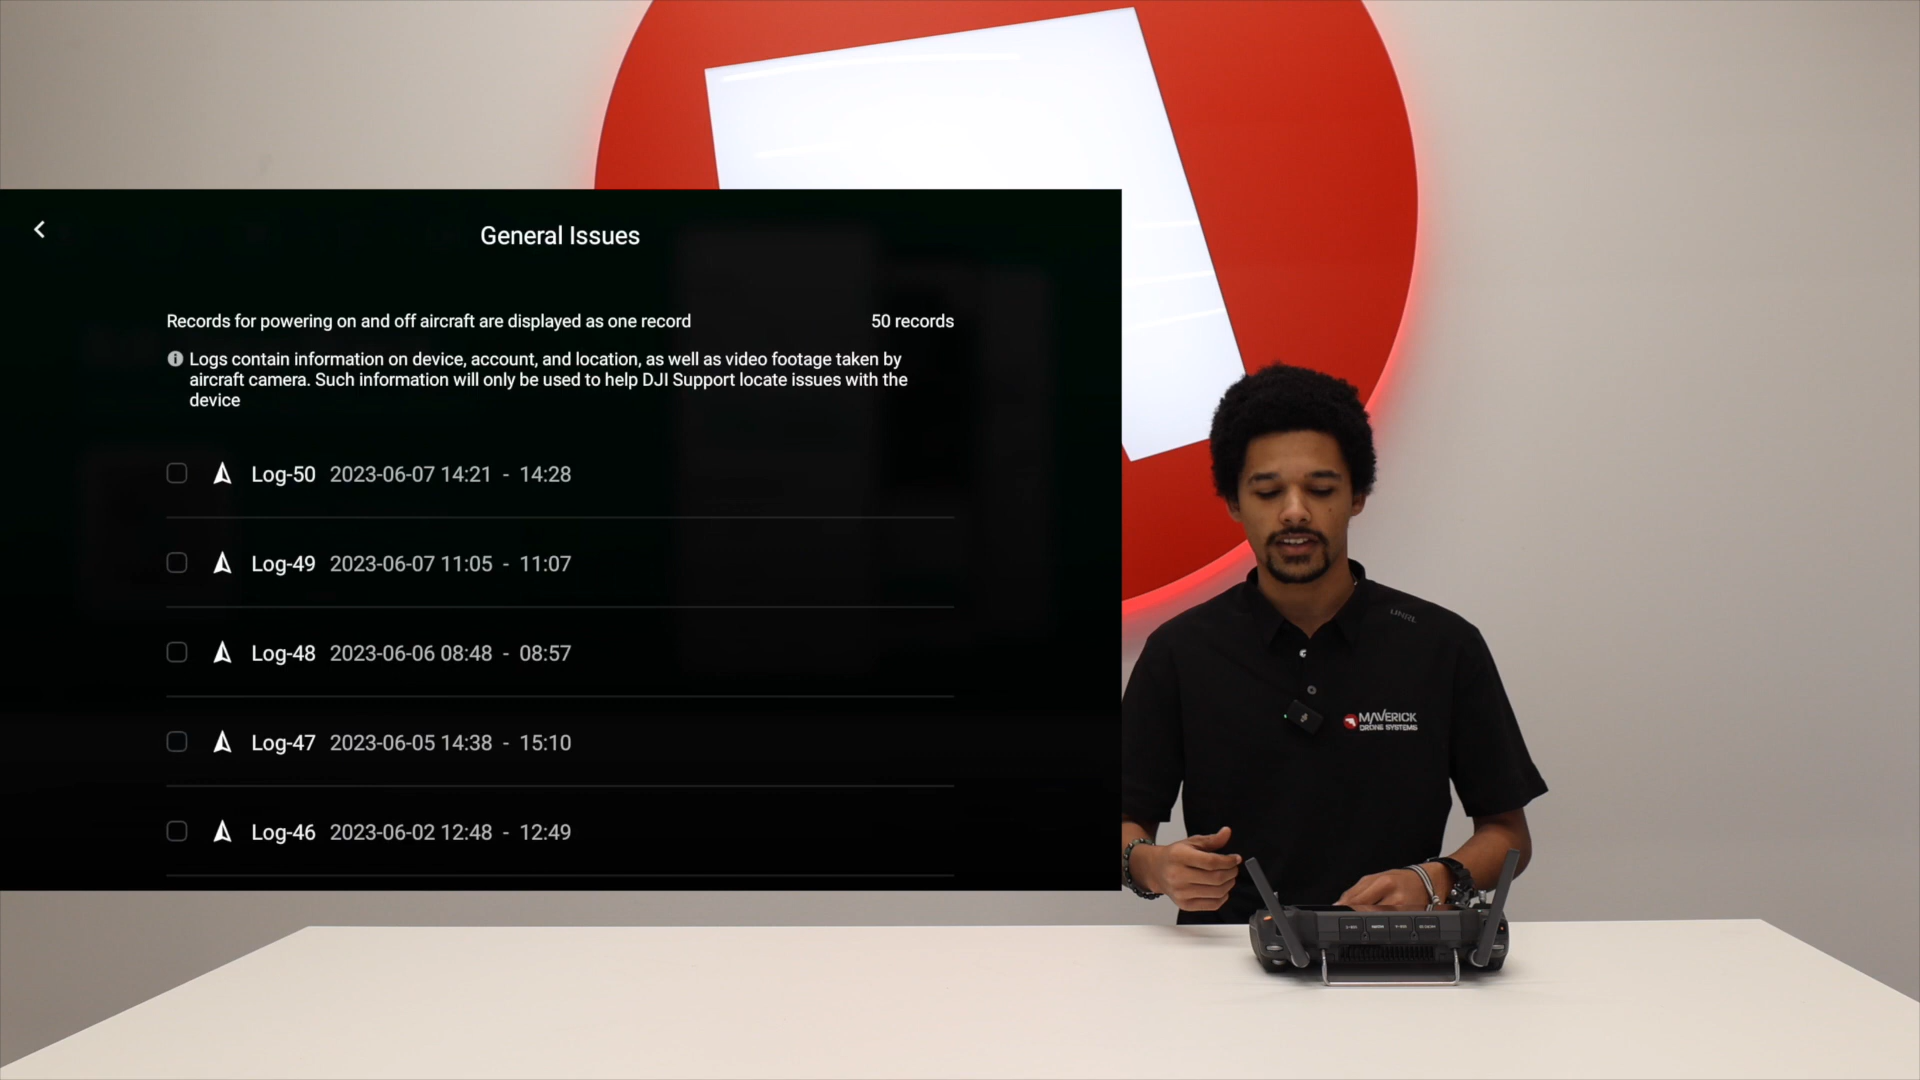 General Issues
Records for powering on and off aircraft are displayed as one record
50 records
Logs contain information on device, account, and location, as well as video footage taken by
aircraft camera. Such information will only be used to help DJI Support locate issues with the
device
Log-50 2023-06-07 14:21 - 14:28
Log-49 2023-06-07 11:05 - 11:07
Log-48 2023-06-06 08:48 - 08:57
Log-47 2023-06-05 14:38 - 15:10
Log-46 2023-06-02 12:48 - 12:49
MAVERICK
DRONE SYSTEMS